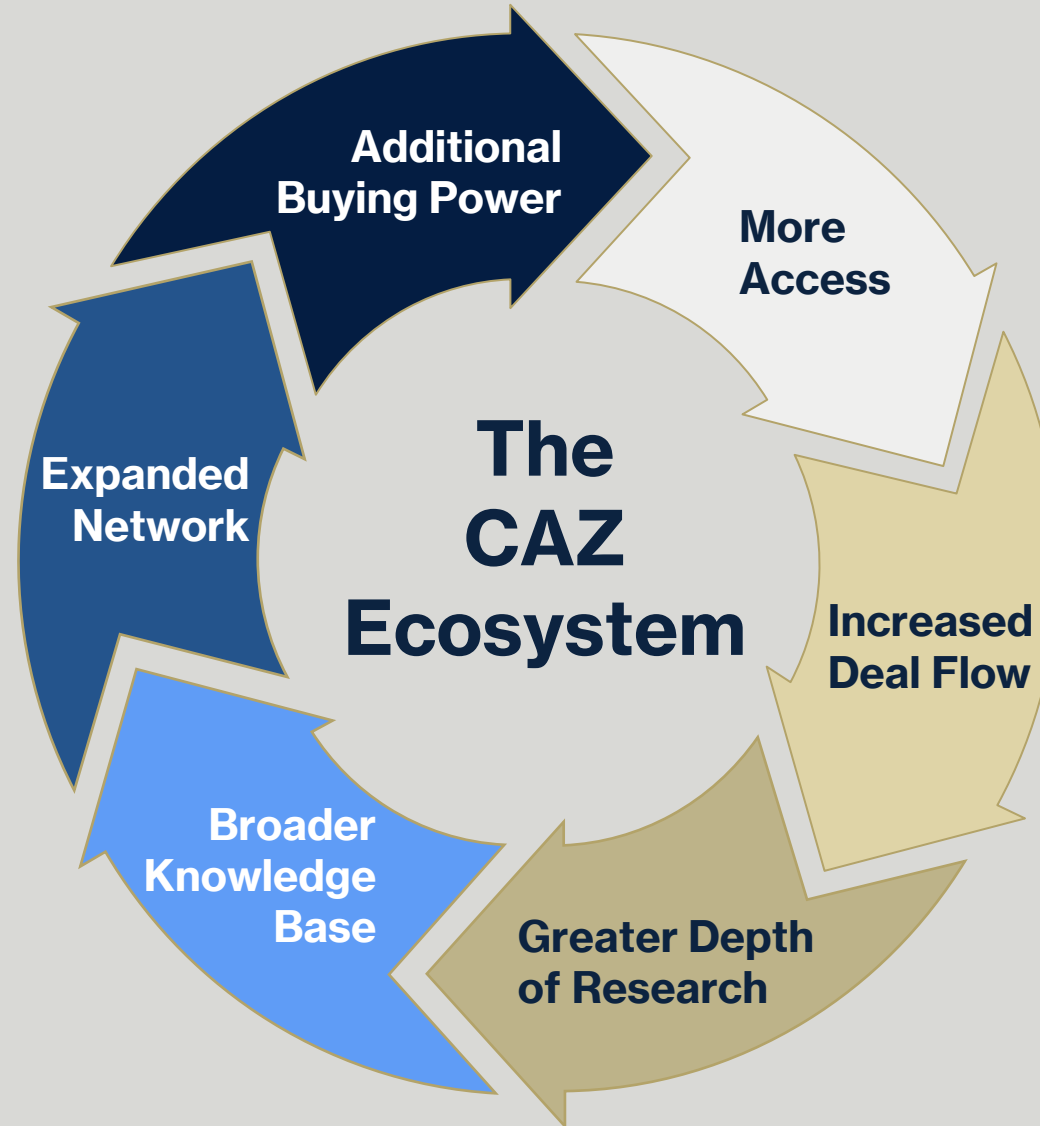 Additional
Buying Power
More
Access
Increased
Deal Flow
Greater Depth
of Research
Broader
Knowledge
Base
Expanded
Network
The
CAZ
Ecosystem